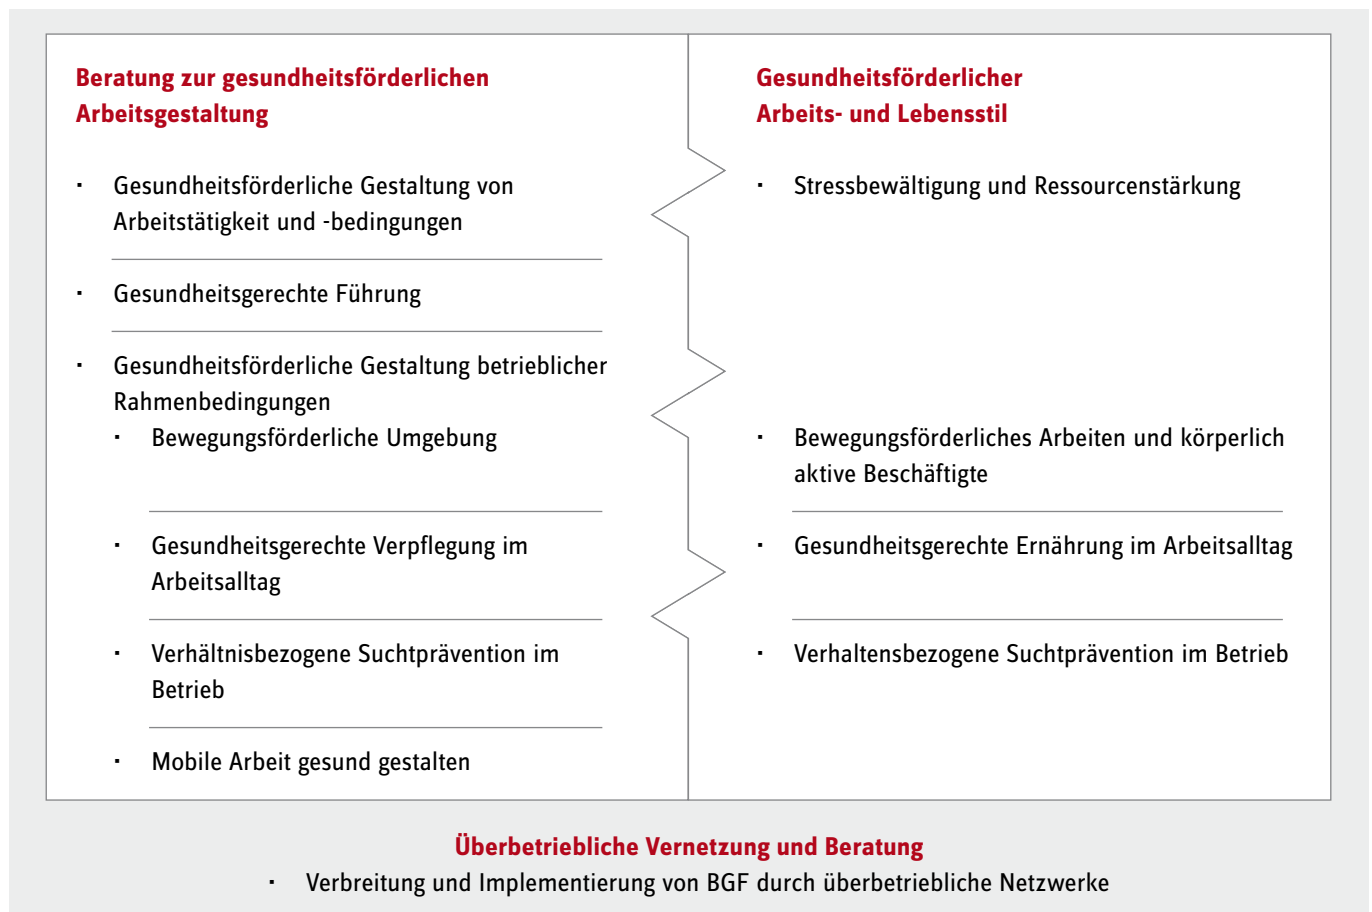 Beratung zur gesundheitsförderlichen
Arbeitsgestaltung
· Gesundheitsförderliche Gestaltung von
Arbeitstätigkeit und -bedingungen
· Gesundheitsgerechte Führung
· Gesundheitsförderliche Gestaltung betrieblicher
Rahmenbedingungen
· Bewegungsförderliche Umgebung
· Gesundheitsgerechte Verpflegung im
Arbeitsalltag
· Verhältnisbezogene Suchtprävention im
Betrieb
· Mobile Arbeit gesund gestalten
Gesundheitsförderlicher
Arbeits- und Lebensstil
· Stressbewältigung und Ressourcenstärkung
· Bewegungsförderliches Arbeiten und körperlich
aktive Beschäftigte
· Gesundheitsgerechte Ernährung im Arbeitsalltag
· Verhaltensbezogene Suchtprävention im Betrieb
Überbetriebliche Vernetzung und Beratung
· Verbreitung und Implementierung von BGF durch überbetriebliche Netzwerke